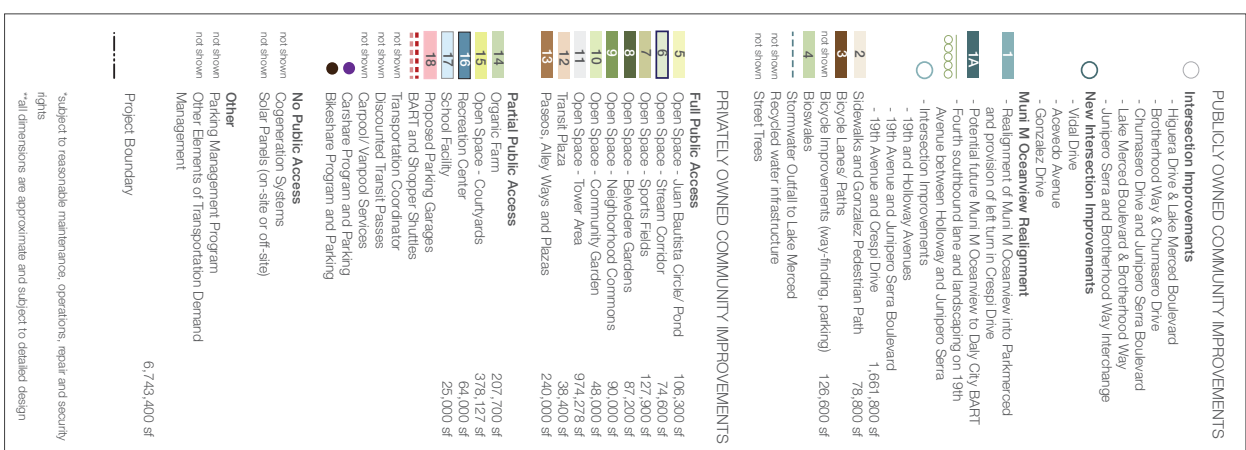 PUBLICLY OWNED COMMUNITY IMPROVEMENTS
Intersection Improvements
- Higuera Drive & Lake Merced Boulevard
- Brotherhood Way & Chumasero Drive
- Chumasero Drive and Junipero Serra Boulevard
- Lake Merced Boulevard & Brotherhood Way
- Junipero Serra and Brotherhood Way Interchange
New Intersection Improvements
- Vidal Drive
- Acevedo Avenue
- Gonzalez Drive
Muni M Oceanview Realignment
1 - Realignment of Muni M Oceanview into Parkmerced
and provision of left turn in Crespi Drive
1A - Potential future Muni M Oceanview to Daly City BART
- Fourth southbound lane and landscaping on 19th
Avenue between Holloway and Junipero Serra
- Intersection Improvements
- 19th and Holloway Avenues
- 19th Avenue and Junipero Serra Boulevard
- 19th Avenue and Crespi Drive 1,661,800 sf
2 Sidewalks and Gonzalez Pedestrian Path 78,800 sf
3 Bicycle Lanes/ Paths
not shown Bicycle Improvements (way-finding, parking) 126,600 sf
4 Bioswales
Stormwater Outfall to Lake Merced
not shown Recycled water infrastructure
not shown Street Trees
PRIVATELY OWNED COMMUNITY IMPROVEMENTS
Full Public Access
5 Open Space - Juan Bautista Circle/ Pond 106,300 sf
6 Open Space - Stream Corridor 74,600 sf
7 Open Space - Sports Fields 127,900 sf
8 Open Space - Belvedere Gardens 87,200 sf
9 Open Space - Neighborhood Commons 90,000 sf
10 Open Space - Community Garden 48,000 sf
11 Open Space - Tower Area 974,278 sf
12 Transit Plaza 38,400 sf
13 Paseos, Alley Ways and Plazas 240,000 sf
Partial Public Access
14 Organic Farm 207,700 sf
15 Open Space - Courtyards 378,127 sf
16 Recreation Center 64,000 sf
17 School Facility 25,000 sf
18 Proposed Parking Garages
BART and Shopper Shuttles
not shown Transportation Coordinator
not shown Discounted Transit Passes
not shown Carpool/ Vanpool Services
Carshare Program and Parking
Bikeshare Program and Parking
No Public Access
not shown Cogeneration Systems
not shown Solar Panels (on-site or off-site)
Other
not shown Parking Management Program
not shown Other Elements of Transportation Demand
Management
Project Boundary 6,743,400 sf
*subject to reasonable maintenance, operations, repair and security
rights
**all dimensions are approximate and subject to detailed design